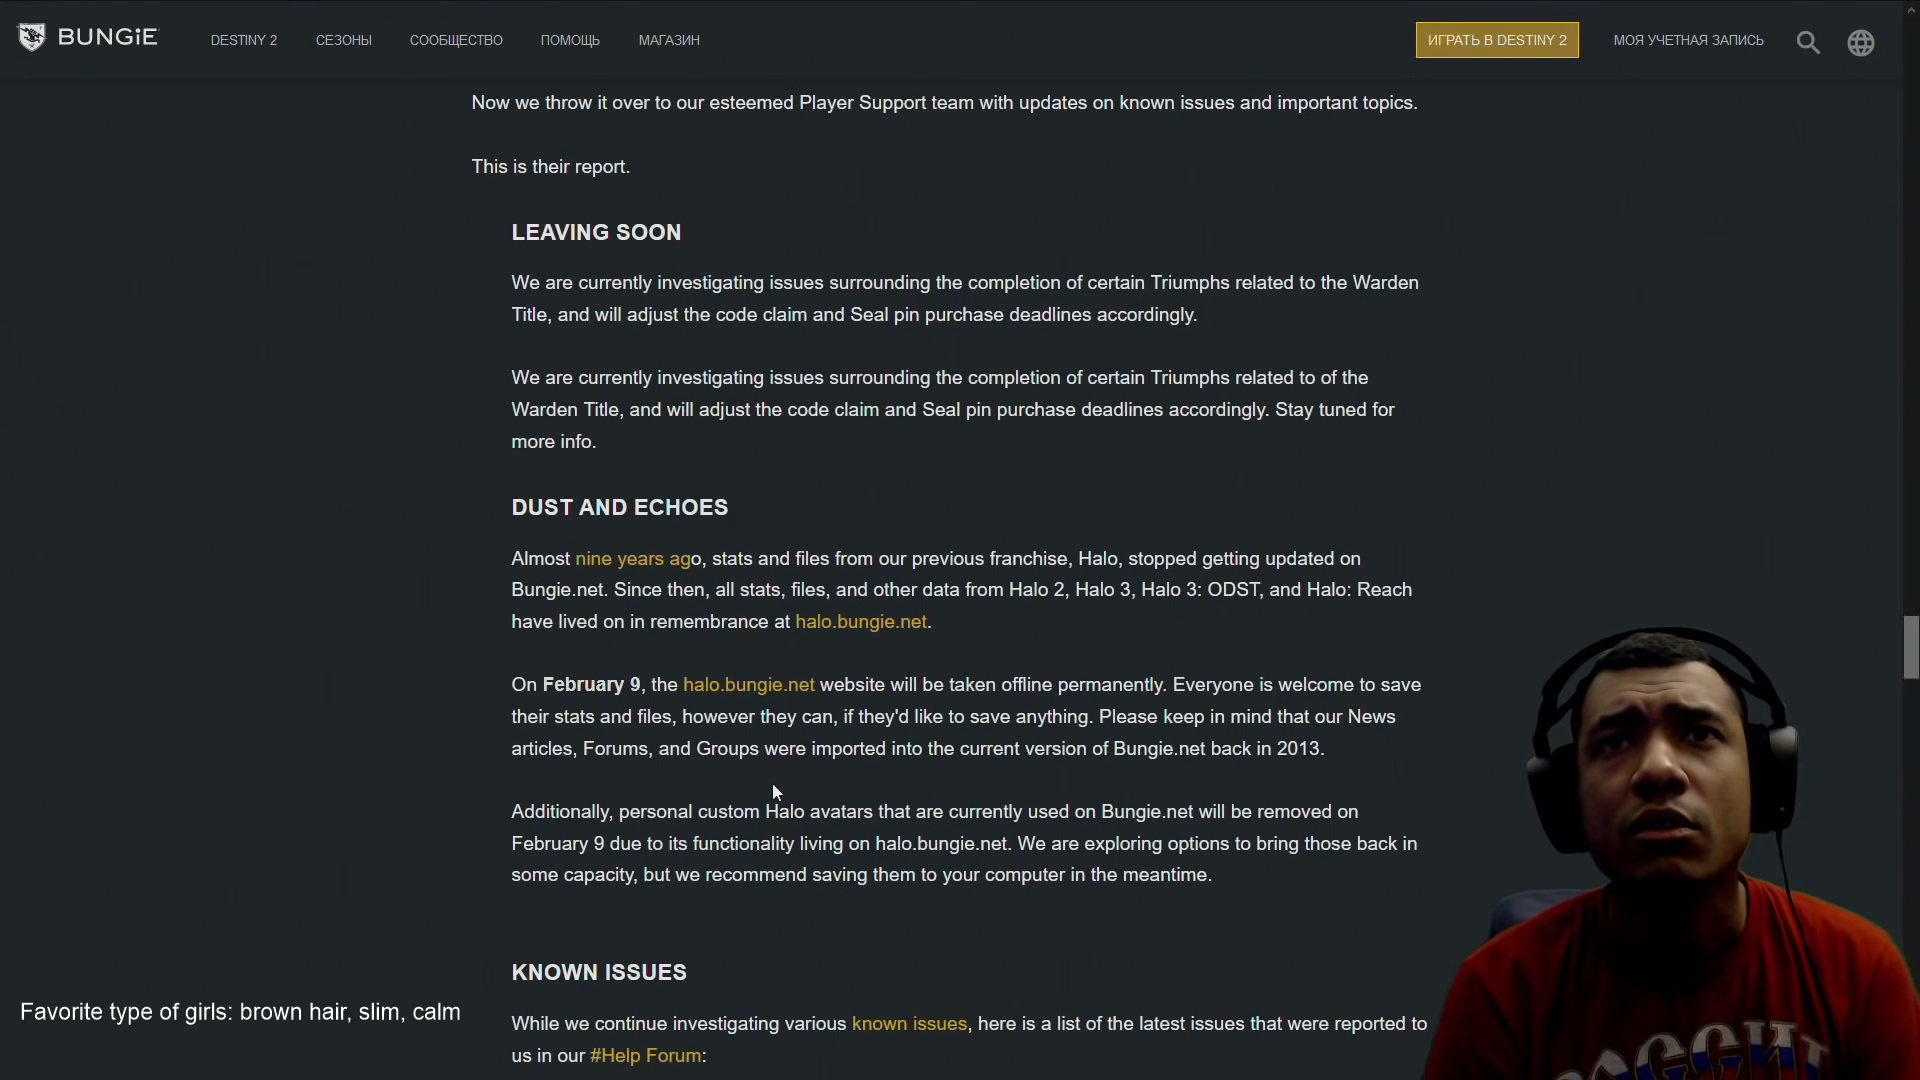 BUNGiE
DESTINY 2
СЕЗОНЫ
СООБЩЕСТВО
ПОМОЩЬ
МАГАЗИН
ИГРАТЬ В DESTINY 2
МОЯ УЧЕТНАЯ ЗАПИСЬ
Now we throw it over to our esteemed Player Support team with updates on known issues and important topics.
This is their report.
LEAVING SOON
We are currently investigating issues surrounding the completion of certain Triumphs related to the Warden
Title, and will adjust the code claim and Seal pin purchase deadlines accordingly.
We are currently investigating issues surrounding the completion of certain Triumphs related to of the
Warden Title, and will adjust the code claim and Seal pin purchase deadlines accordingly. Stay tuned for
more info.
DUST AND ECHOES
Almost nine years ago, stats and files from our previous franchise, Halo, stopped getting updated on
Bungie.net. Since then, all stats, files, and other data from Halo 2, Halo 3, Halo 3: ODST, and Halo: Reach
have lived on in remembrance at halo.bungie.net.
On February 9, the halo.bungie.net website will be taken offline permanently. Everyone is welcome to save
their stats and files, however they can, if they'd like to save anything. Please keep in mind that our News
articles, Forums, and Groups were imported into the current version of Bungie.net back in 2013.
Additionally, personal custom Halo avatars that are currently used on Bungie.net will be removed on
February 9 due to its functionality living on halo.bungie.net. We are exploring options to bring those back in
some capacity, but we recommend saving them to your computer in the meantime.
KNOWN ISSUES
While we continue investigating various known issues, here is a list of the latest issues that were reported to
us in our #Help Forum:
Favorite type of girls: brown hair, slim, calm